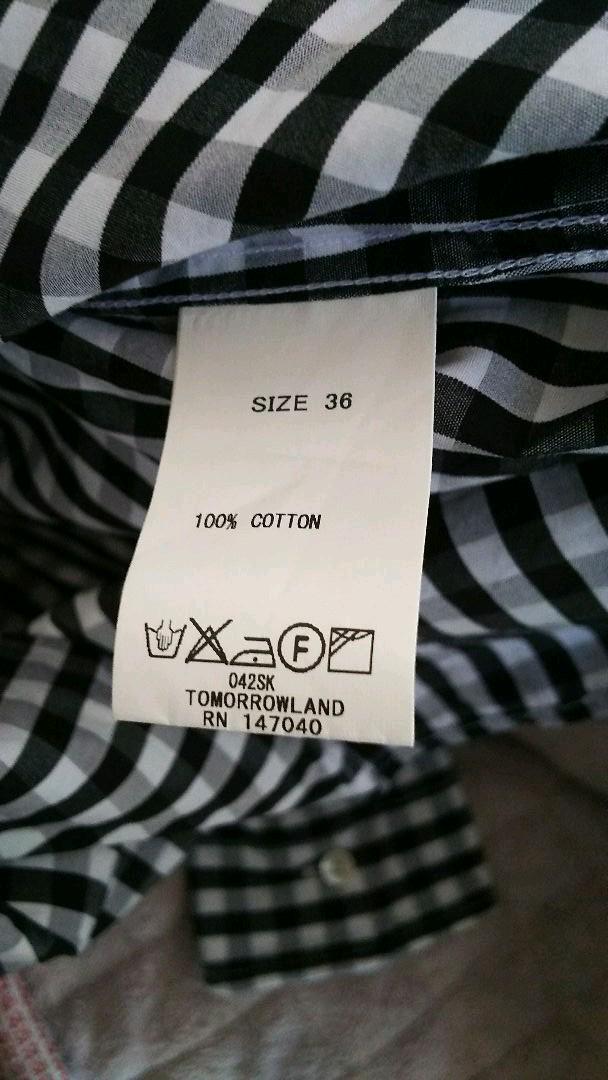 SIZE 36
100% COTTON
F
042SK
TOMORROWLAND
RN 147040